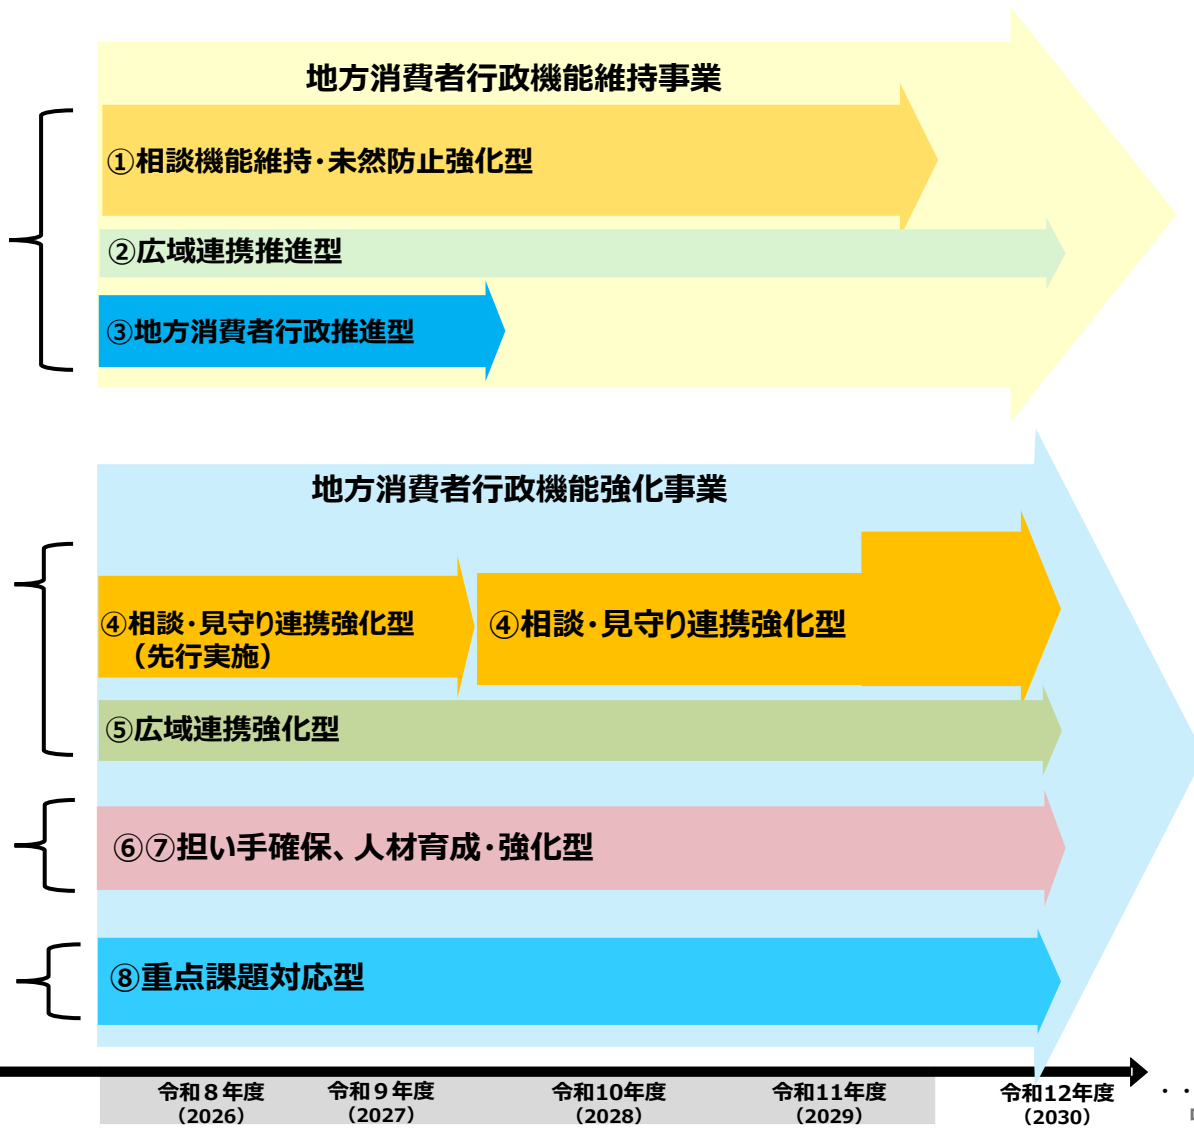 地方消費者行政機能維持事業
①相談機能維持・未然防止強化型
②広域連携推進型
③地方消費者行政推進型
地方消費者行政機能強化事業
④相談・見守り連携強化型
（先行実施）
④相談・見守り連携強化型
⑤広域連携強化型
⑥⑦担い手確保、人材育成・強化型
⑧重点課題対応型
令和８年度
（2026）
令和９年度
（2027）
令和10年度
（2028）
令和11年度
（2029）
令和12年度
（2030）
・・